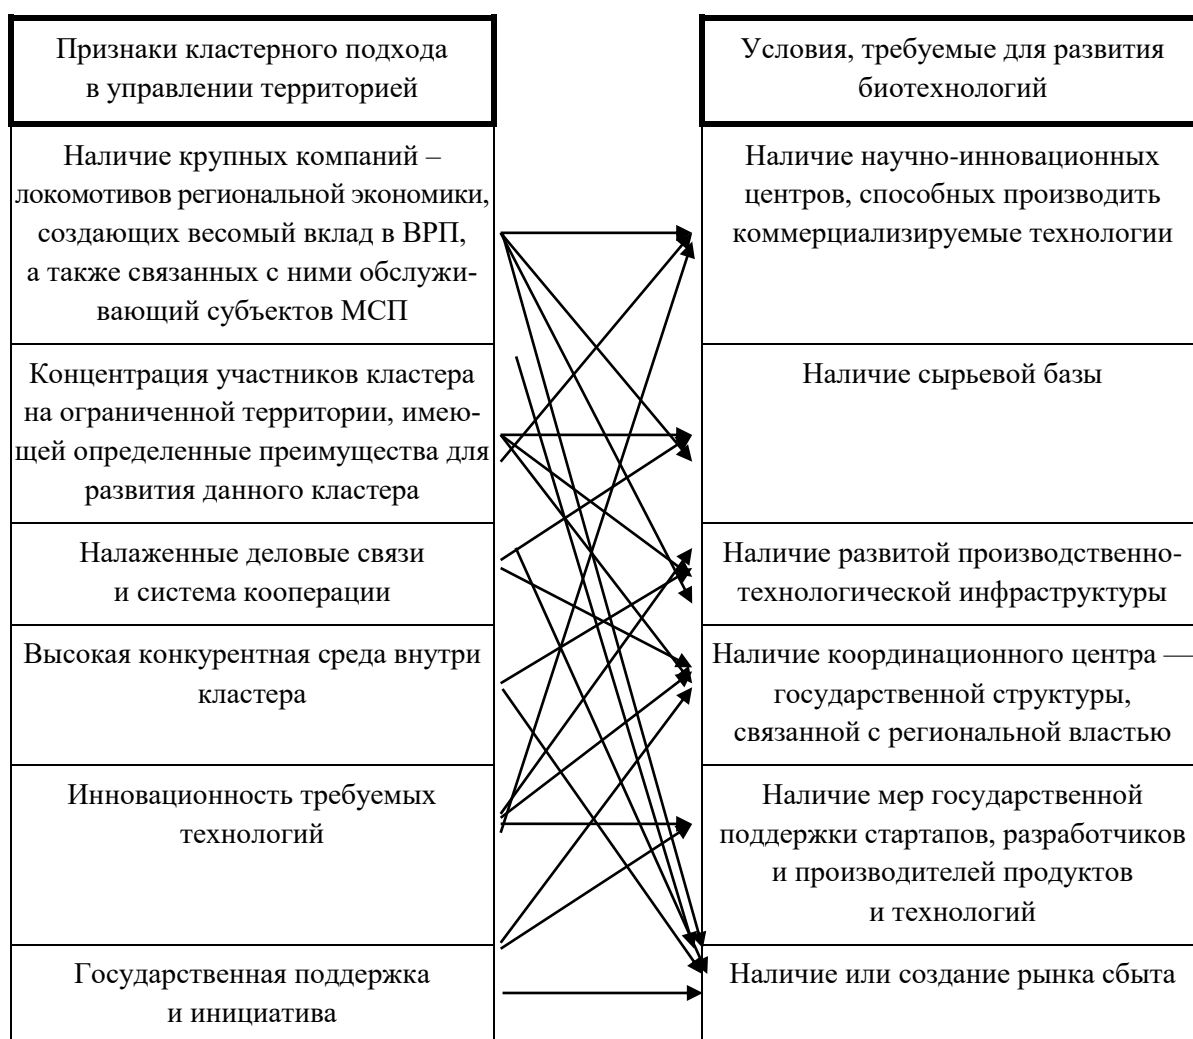 Признаки кластерного подхода
в управлении территорией
Наличие крупных компаний –
локомотивов региональной экономики,
создающих весомый вклад в ВРП,
а также связанных с ними обслужи-
вающий субъектов МСП
Концентрация участников кластера
на ограниченной территории, имею-
щей определенные преимущества для
развития данного кластера
Налаженные деловые связи
и система кооперации
Высокая конкурентная среда внутри
кластера
Инновационность требуемых
технологий
Государственная поддержка
и инициатива
Условия, требуемые для развития
биотехнологий
Наличие научно-инновационных
центров, способных производить
коммерциализируемые технологии
Наличие сырьевой базы
Наличие развитой производственно-
технологической инфраструктуры
Наличие координационного центра —
государственной структуры,
связанной с региональной властью
Наличие мер государственной
поддержки стартапов, разработчиков
и производителей продуктов
и технологий
Наличие или создание рынка сбыта